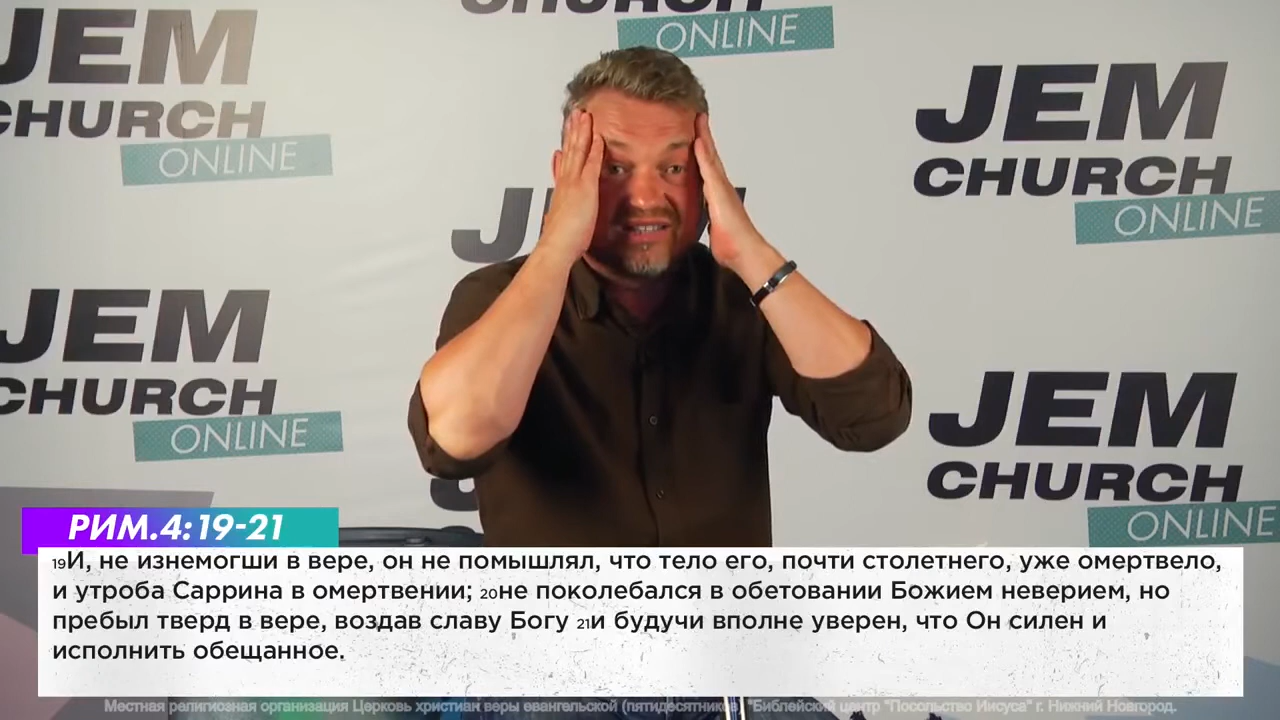 CHURCH
ONLINE
JEM
CHURCH
ONLINE
JEM
CHURCH
ONLINE
JEM
CHURCH
ONLINE
JEM
CHURCH
ONLINE
РИМ.4:19-21
19И, не изнемогши в вере, он не помышлял, что тело его, почти столетнего, уже омертвело,
и утроба Саррина в омертвении; 20не поколебался в обетовании Божием неверием, но
пребыл тверд в вере, воздав славу Богу 21и будучи вполне уверен, что Он силен и
исполнить обещанное.
Местная религиозная организация Церковь христиан веры евангельской (пятидесятников) "Библейский центр "Посольство Иисуса" г. Нижний Новгород.